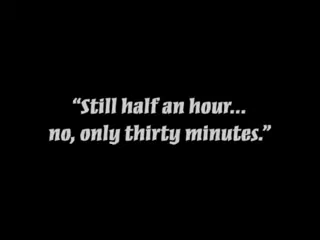 “Still half an hour...
no, only thirty minutes.”